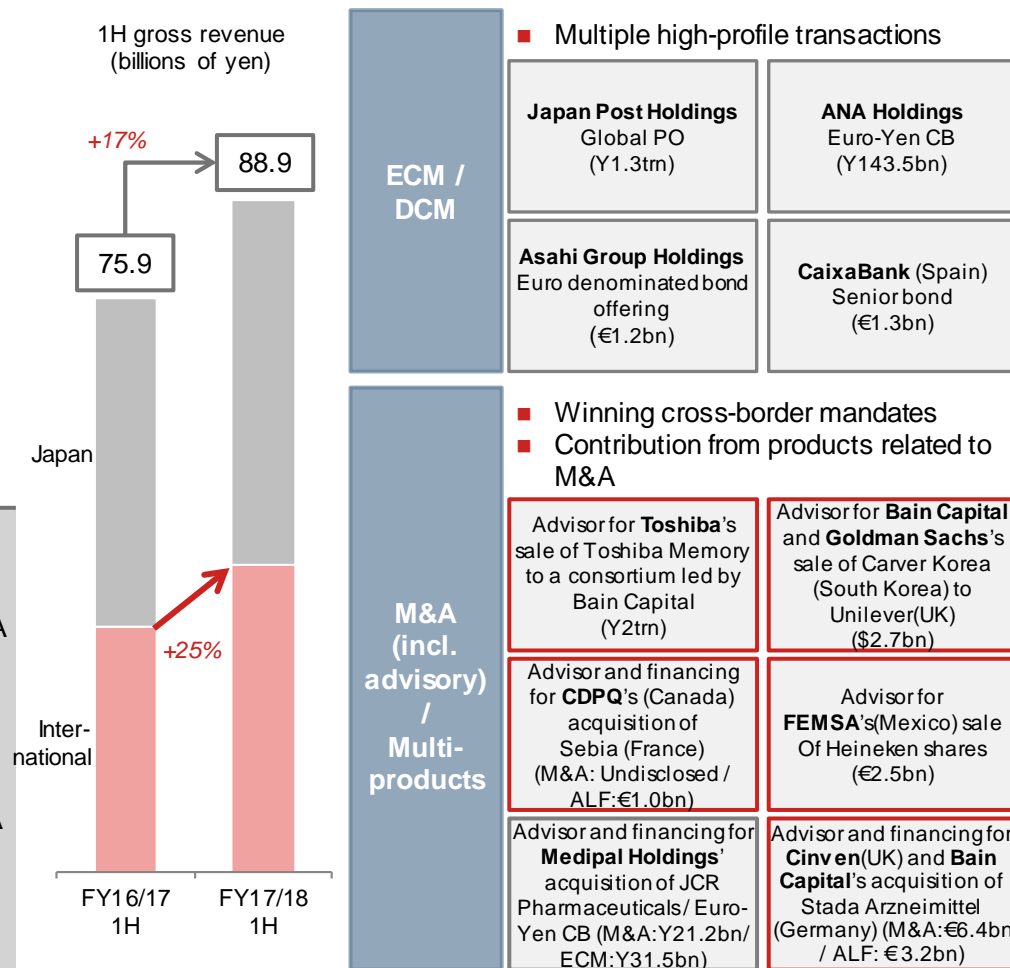 1H gross revenue
(billions of yen)
+17%
88.9
75.9
Japan
+25%
Inter-
national
FY16/17
1H
FY17/18
1H
A
A
ECM /
DCM
■ Multiple high-profile transactions
Japan Post Holdings
Global PO
(Y1.3trn)
ANA Holdings
Euro-Yen CB
(Y143.5bn)
Asahi Group Holdings
Euro denominated bond
offering
(€1.2bn)
CaixaBank (Spain)
Senior bond
(€1.3bn)
M&A
(incl.
advisory)
/
Multi-
products
■ Winning cross-border mandates
■ Contribution from products related to
M&A
Advisor for Toshiba's
sale of Toshiba Memory
to a consortium led by
Bain Capital
(Y2trn)
Advisor for Bain Capital
and Goldman Sachs's
sale of Carver Korea
(South Korea) to
Unilever(UK)
($2.7bn)
Advisor and financing
for CDPQ's (Canada)
acquisition of
Sebia (France)
(M&A: Undisclosed /
ALF:€1.0bn)
Advisor for
FEMSA's(Mexico) sale
Of Heineken shares
(€2.5bn)
Advisor and financing for
Medipal Holdings'
acquisition of JCR
Pharmaceuticals/ Euro-
Yen CB (M&A:Y21.2bn/
ECM:Y31.5bn)
Advisor and financing for
Cinven(UK) and Bain
Capital's acquisition of
Stada Arzneimittel
(Germany) (M&A:€6.4bn
/ ALF: €3.2bn)